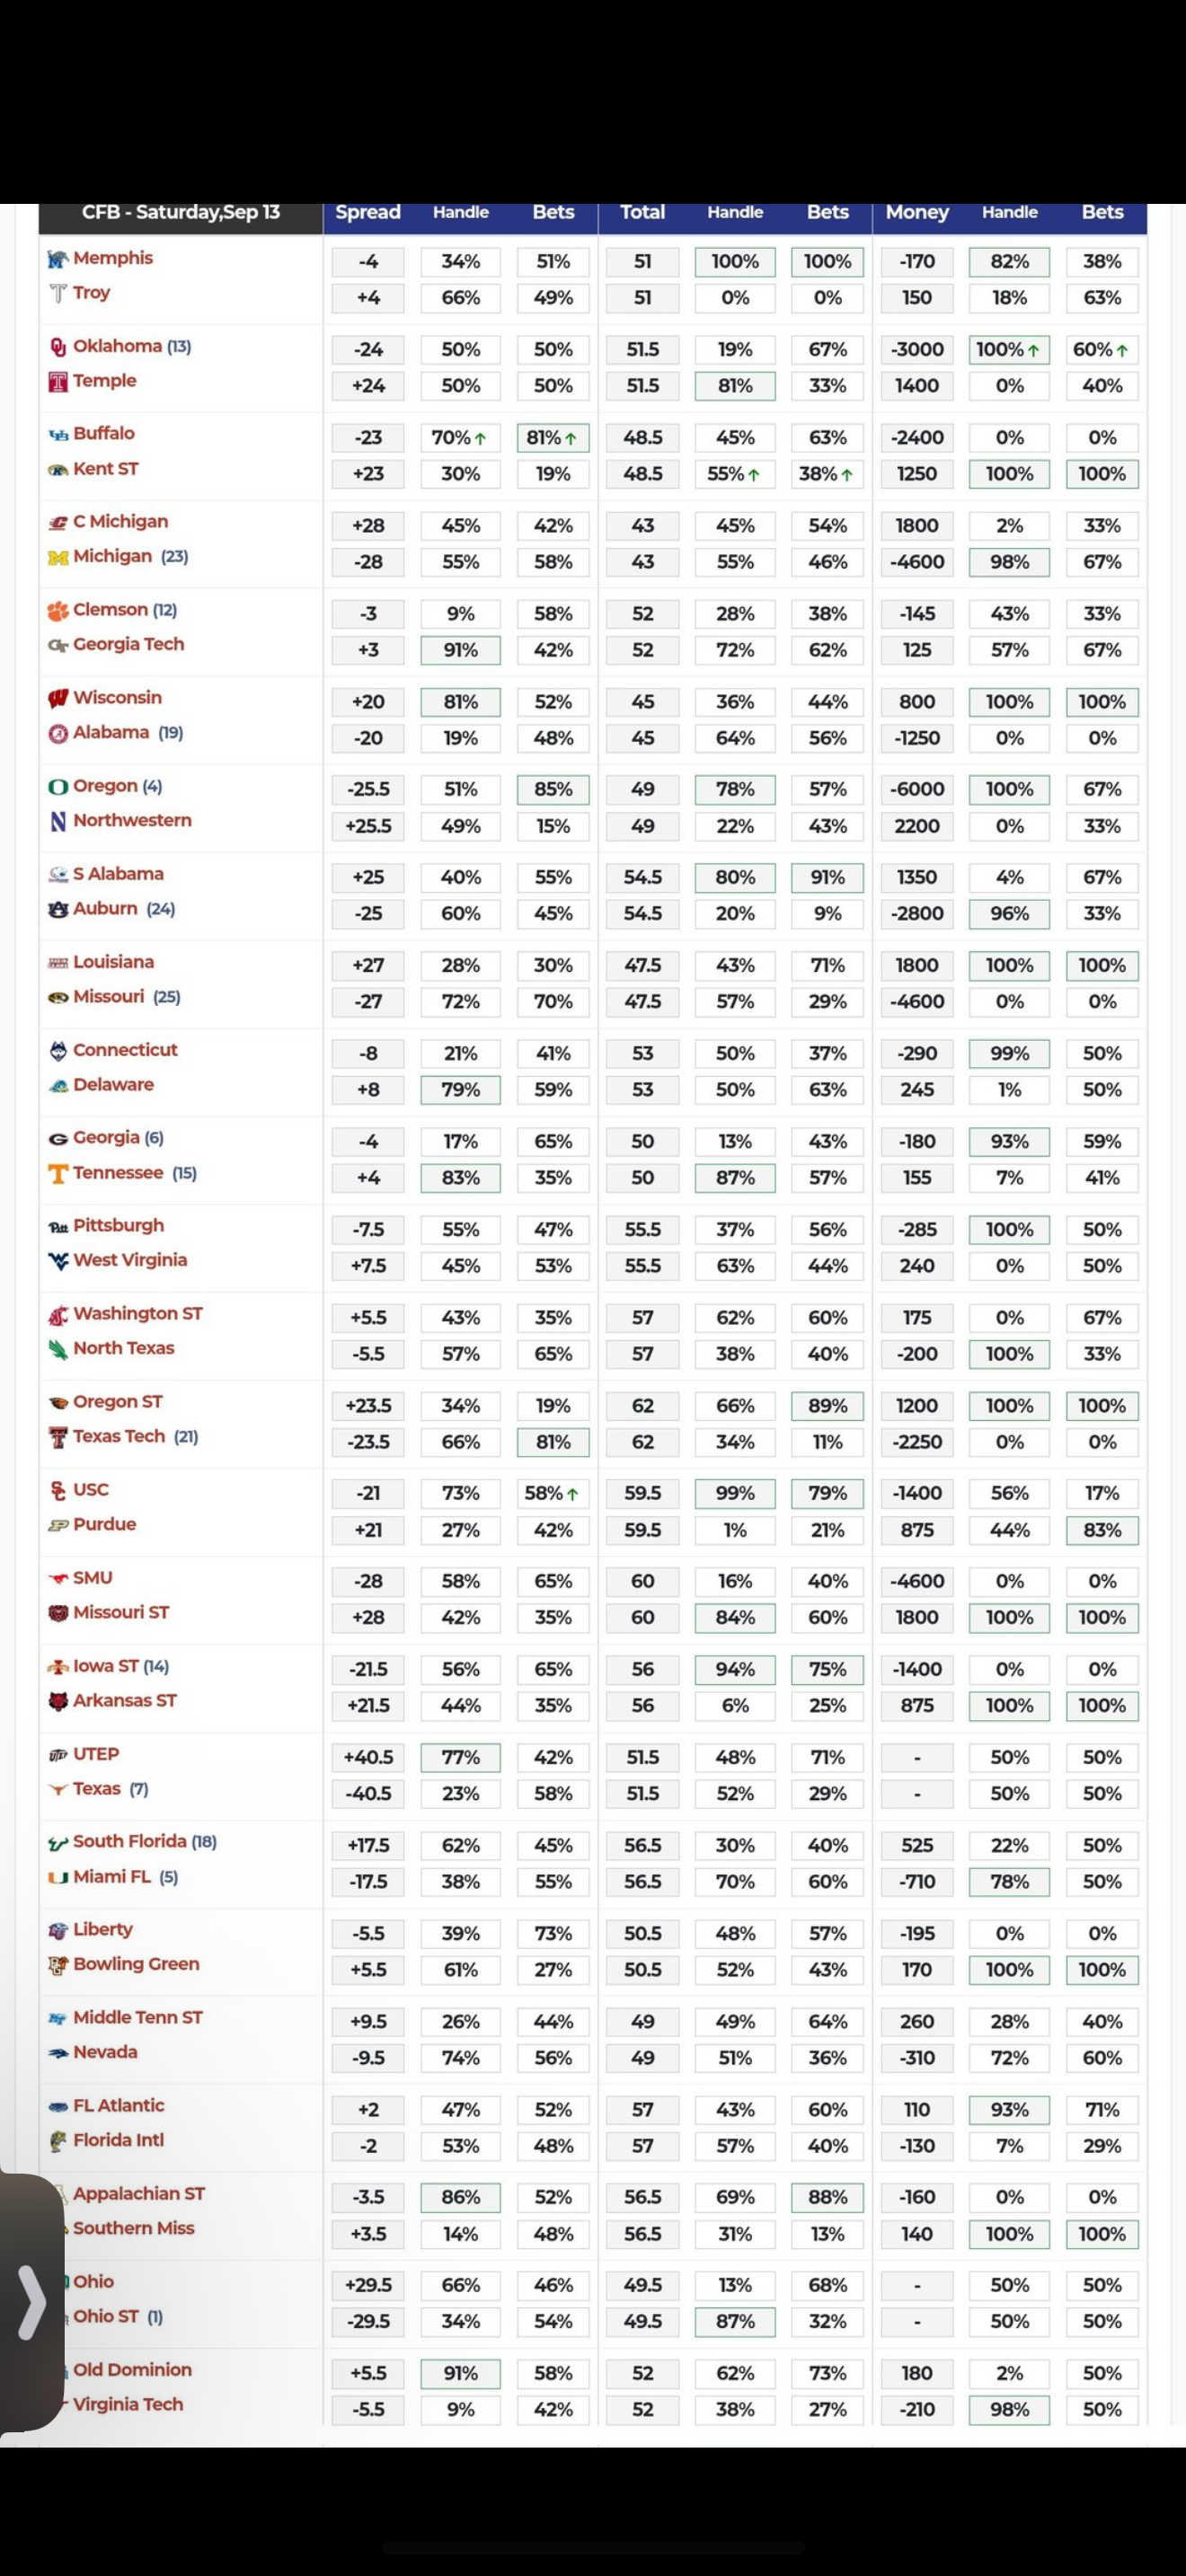 CFB - Saturday,Sep 13 Spread Handle Bets Total Handle Bets Money Handle Bets
Memphis -4 34% 51% 51 100% 100% -170 82% 38%
Troy +4 66% 49% 51 0% 0% 150 18% 63%
Oklahoma (13) -24 50% 50% 51.5 19% 67% -3000 100%↑ 60%↑
Temple +24 50% 50% 51.5 81% 33% 1400 0% 40%
Buffalo -23 70%↑ 81%↑ 48.5 45% 63% -2400 0% 0%
Kent ST +23 30% 19% 48.5 55%↑ 38%↑ 1250 100% 100%
C Michigan +28 45% 42% 43 45% 54% 1800 2% 33%
Michigan (23) -28 55% 58% 43 55% 46% -4600 98% 67%
Clemson (12) -3 9% 58% 52 28% 38% -145 43% 33%
Georgia Tech +3 91% 42% 52 72% 62% 125 57% 67%
Wisconsin +20 81% 52% 45 36% 44% 800 100% 100%
Alabama (19) -20 19% 48% 45 64% 56% -1250 0% 0%
Oregon (4) -25.5 51% 85% 49 78% 57% -6000 100% 67%
Northwestern +25.5 49% 15% 49 22% 43% 2200 0% 33%
S Alabama +25 40% 55% 54.5 80% 91% 1350 4% 67%
Auburn (24) -25 60% 45% 54.5 20% 9% -2800 96% 33%
Louisiana +27 28% 30% 47.5 43% 71% 1800 100% 100%
Missouri (25) -27 72% 70% 47.5 57% 29% -4600 0% 0%
Connecticut -8 21% 41% 53 50% 37% -290 99% 50%
Delaware +8 79% 59% 53 50% 63% 245 1% 50%
Georgia (6) -4 17% 65% 50 13% 43% -180 93% 59%
Tennessee (15) +4 83% 35% 50 87% 57% 155 7% 41%
Pittsburgh -7.5 55% 47% 55.5 37% 56% -285 100% 50%
West Virginia +7.5 45% 53% 55.5 63% 44% 240 0% 50%
Washington ST +5.5 43% 35% 57 62% 60% 175 0% 67%
North Texas -5.5 57% 65% 57 38% 40% -200 100% 33%
Oregon ST +23.5 34% 19% 62 66% 89% 1200 100% 100%
Texas Tech (21) -23.5 66% 81% 62 34% 11% -2250 0% 0%
USC -21 73% 58%↑ 59.5 99% 79% -1400 56% 17%
Purdue +21 27% 42% 59.5 1% 21% 875 44% 83%
SMU -28 58% 65% 60 16% 40% -4600 0% 0%
Missouri ST +28 42% 35% 60 84% 60% 1800 100% 100%
Iowa ST (14) -21.5 56% 65% 56 94% 75% -1400 0% 0%
Arkansas ST +21.5 44% 35% 56 6% 25% 875 100% 100%
UTEP +40.5 77% 42% 51.5 48% 71% - 50% 50%
Texas (7) -40.5 23% 58% 51.5 52% 29% - 50% 50%
South Florida (18) +17.5 62% 45% 56.5 30% 40% 525 22% 50%
Miami FL (5) -17.5 38% 55% 56.5 70% 60% -710 78% 50%
Liberty -5.5 39% 73% 50.5 48% 57% -195 0% 0%
Bowling Green +5.5 61% 27% 50.5 52% 43% 170 100% 100%
Middle Tenn ST +9.5 26% 44% 49 49% 64% 260 28% 40%
Nevada -9.5 74% 56% 49 51% 36% -310 72% 60%
FL Atlantic +2 47% 52% 57 43% 60% 110 93% 71%
Florida Intl -2 53% 48% 57 57% 40% -130 7% 29%
Appalachian ST -3.5 86% 52% 56.5 69% 88% -160 0% 0%
Southern Miss +3.5 14% 48% 56.5 31% 13% 140 100% 100%
Ohio +29.5 66% 46% 49.5 13% 68% - 50% 50%
Ohio ST (1) -29.5 34% 54% 49.5 87% 32% - 50% 50%
Old Dominion +5.5 91% 58% 52 62% 73% 180 2% 50%
Virginia Tech -5.5 9% 42% 52 38% 27% -210 98% 50%